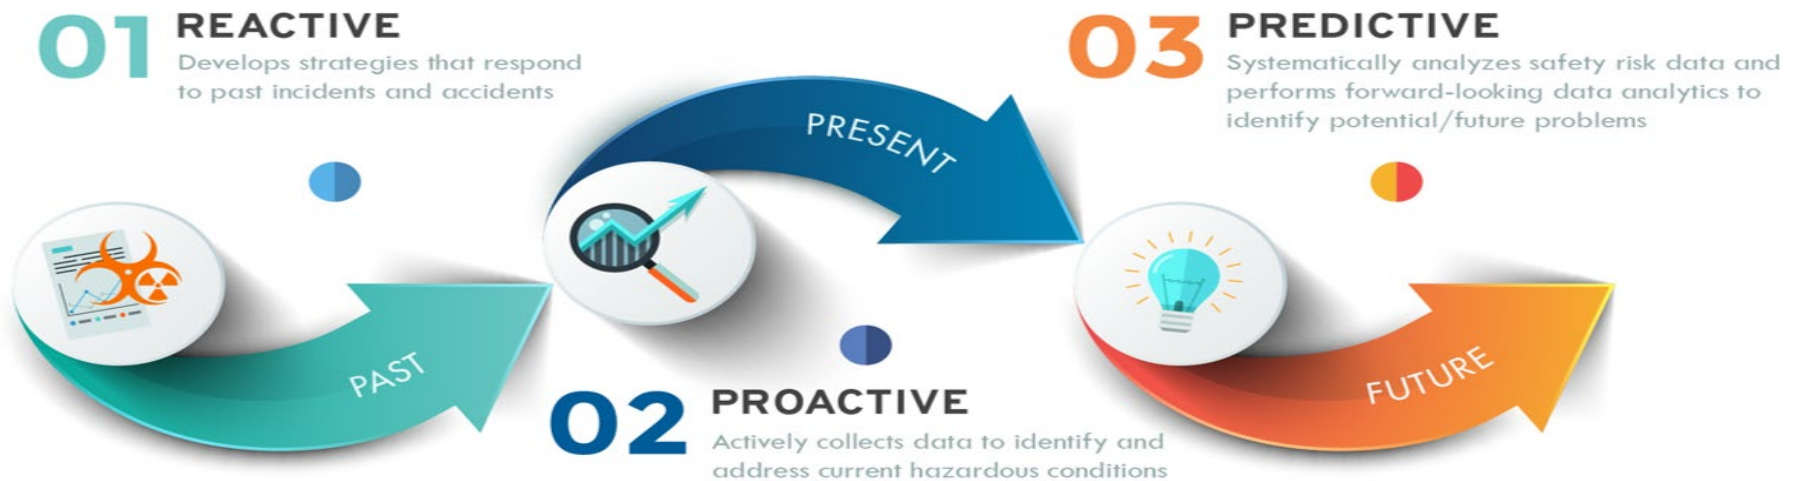 01 REACTIVE
Develops strategies that respond
to past incidents and accidents
PAST
PRESENT
02 PROACTIVE
Actively collects data to identify and
address current hazardous conditions
03 PREDICTIVE
Systematically analyzes safety risk data and
performs forward-looking data analytics to
identify potential/future problems
FUTURE